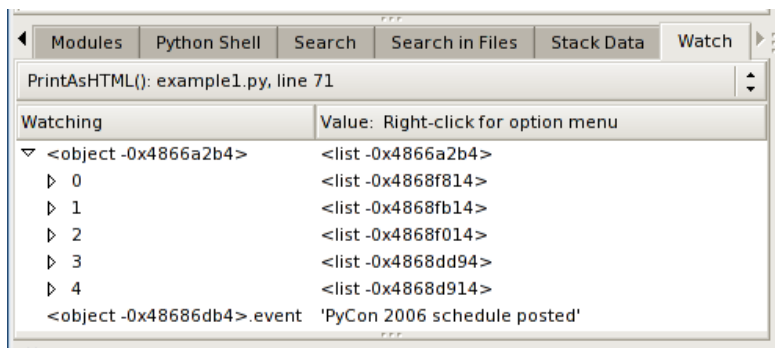 Modules Python Shell Search Search in Files Stack Data Watch
PrintAsHTML(): example1.py, line 71
Watching Value: Right-click for option menu
<object -0x4866a2b4> <list -0x4866a2b4>
0 <list -0x4868f814>
1 <list -0x4868fb14>
2 <list -0x4868f014>
3 <list -0x4868dd94>
4 <list -0x4868d914>
<object -0x48686db4>.event 'PyCon 2006 schedule posted'